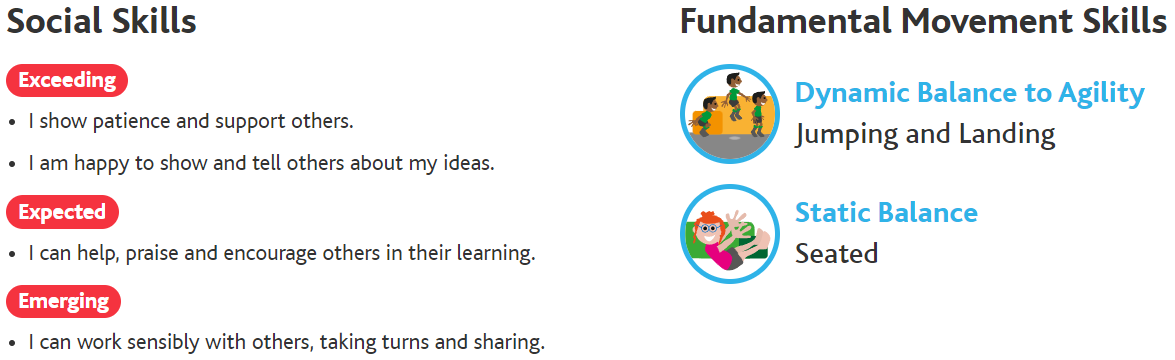 Social Skills
Exceeding
• I show patience and support others.
• I am happy to show and tell others about my ideas.
Expected
• I can help, praise and encourage others in their learning.
Emerging
• I can work sensibly with others, taking turns and sharing.
Fundamental Movement Skills
Dynamic Balance to Agility
Jumping and Landing
Static Balance
Seated